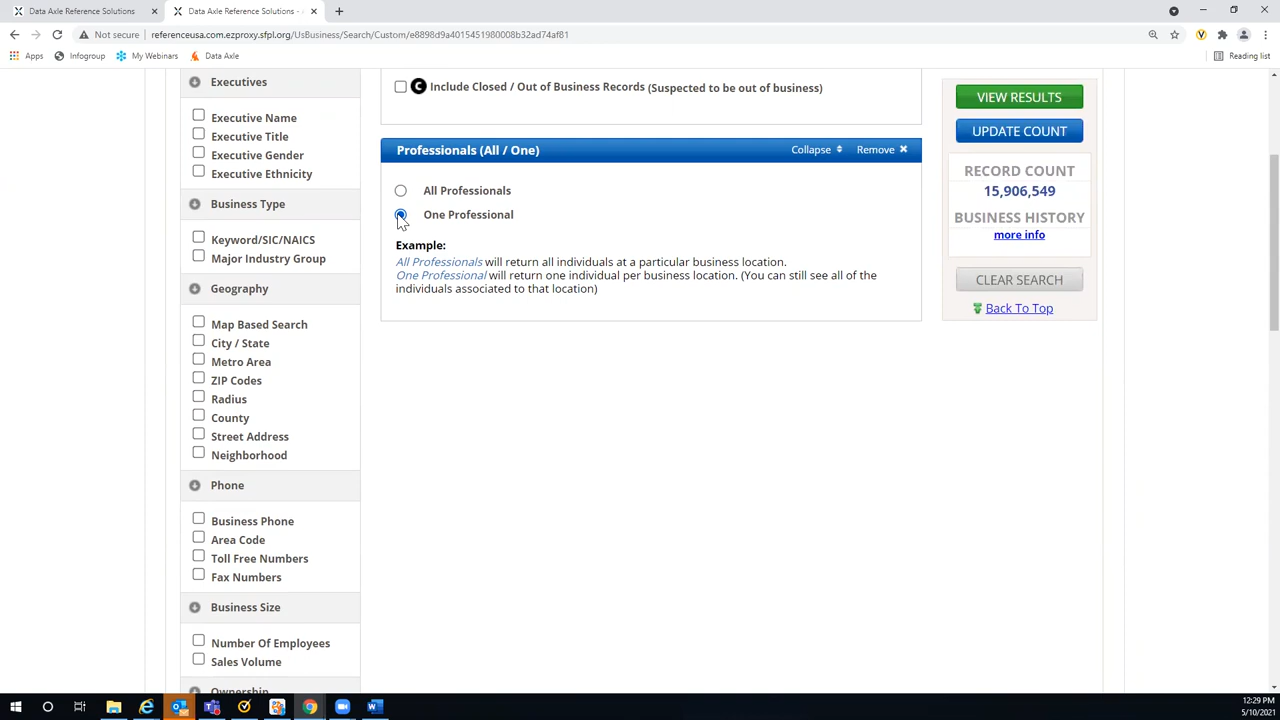 Data Axle Reference Solutions
Data Axle Reference Solutions -
Not secure
referenceusa.com.ezproxy.sfpl.org/UsBusiness/Search/Custom/e8898d9a4015451980008b32ad74af81
Apps
Infogroup
My Webinars
Data Axle
Reading list
Executives
Executive Name
Executive Title
Executive Gender
Executive Ethnicity
Business Type
Keyword/SIC/NAICS
Major Industry Group
Geography
Map Based Search
City / State
Metro Area
ZIP Codes
Radius
County
Street Address
Neighborhood
Phone
Business Phone
Area Code
Toll Free Numbers
Fax Numbers
Business Size
Number Of Employees
Sales Volume
Ownership
C Include Closed / Out of Business Records (Suspected to be out of business)
Professionals (All / One)
Collapse
Remove
All Professionals
One Professional
Example:
All Professionals will return all individuals at a particular business location.
One Professional will return one individual per business location. (You can still see all of the
individuals associated to that location)
VIEW RESULTS
UPDATE COUNT
RECORD COUNT
15,906,549
BUSINESS HISTORY
more info
CLEAR SEARCH
Back To Top
12:29 PM
5/10/2021